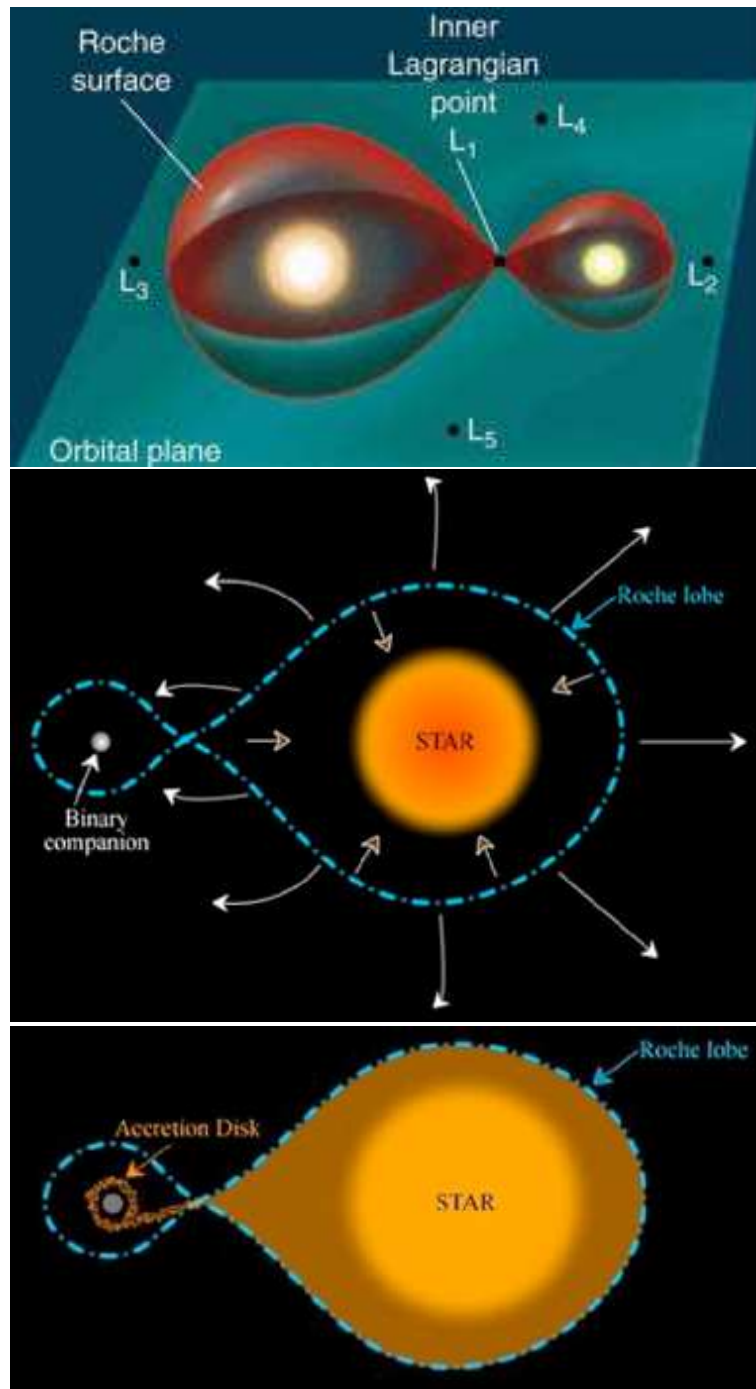 Roche
surface
Inner
Lagrangian
point
L₁
L₄
L₃
L₂
L₅
Orbital plane
Roche lobe
STAR
Binary
companion
Roche lobe
Accretion Disk
STAR